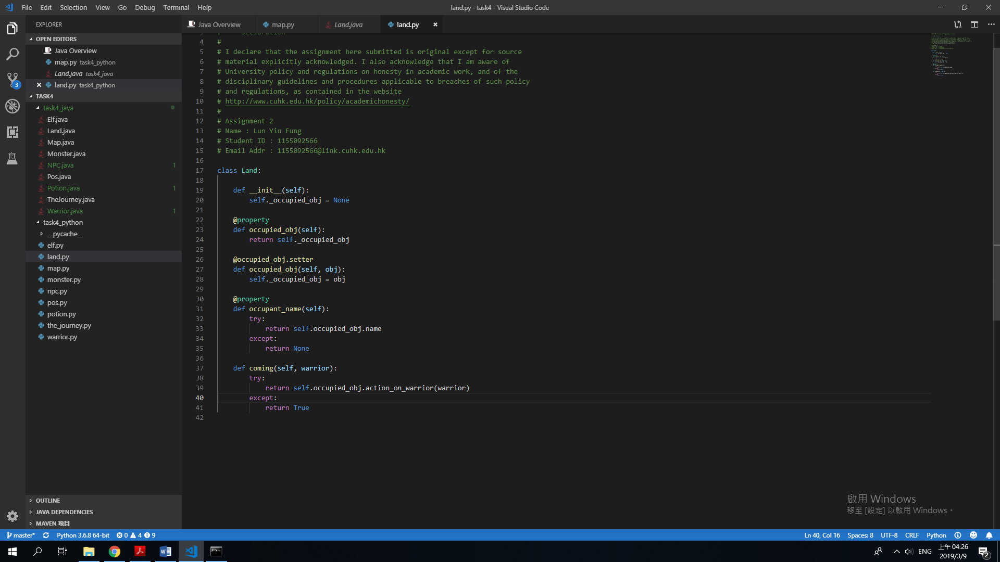 File Edit Selection View Go Debug Terminal Help
land.py - task4 - Visual Studio Code
EXPLORER
OPEN EDITORS
Java Overview
map.py task4_python
Land.java task4_java
land.py task4_python
TASK4
task4_java
Elf.java
Land.java
Map.java
Monster.java
NPC.java 1
Pos.java
Potion.java 1
TheJourney.java
Warrior.java 1
task4_python
__pycache__
elf.py
land.py
map.py
monster.py
npc.py
pos.py
potion.py
the_journey.py
warrior.py
OUTLINE
JAVA DEPENDENCIES
MAVEN 项目
3
Java Overview map.py Land.java land.py
4 #
5 # I declare that the assignment here submitted is original except for source
6 # material explicitly acknowledged. I also acknowledge that I am aware of
7 # University policy and regulations on honesty in academic work, and of the
8 # disciplinary guidelines and procedures applicable to breaches of such policy
9 # and regulations, as contained in the website
10 # http://www.cuhk.edu.hk/policy/academichonesty/
11 #
12 # Assignment 2
13 # Name : Lun Yin Fung
14 # Student ID : 1155092566
15 # Email Addr : 1155092566@link.cuhk.edu.hk
16
17 class Land:
18
19 def __init__(self):
20 self._occupied_obj = None
21
22 @property
23 def occupied_obj(self):
24 return self._occupied_obj
25
26 @occupied_obj.setter
27 def occupied_obj(self, obj):
28 self._occupied_obj = obj
29
30 @property
31 def occupant_name(self):
32 try:
33 return self.occupied_obj.name
34 except:
35 return None
36
37 def coming(self, warrior):
38 try:
39 return self.occupied_obj.action_on_warrior(warrior)
40 except:
41 return True
42
啟用 Windows
移至 [設定] 以啟用 Windows。
master* Python 3.6.8 64-bit 0 4 9
Ln 40, Col 16 Spaces: 8 UTF-8 CRLF Python
ENG
上午 04:26
2019/3/9
2